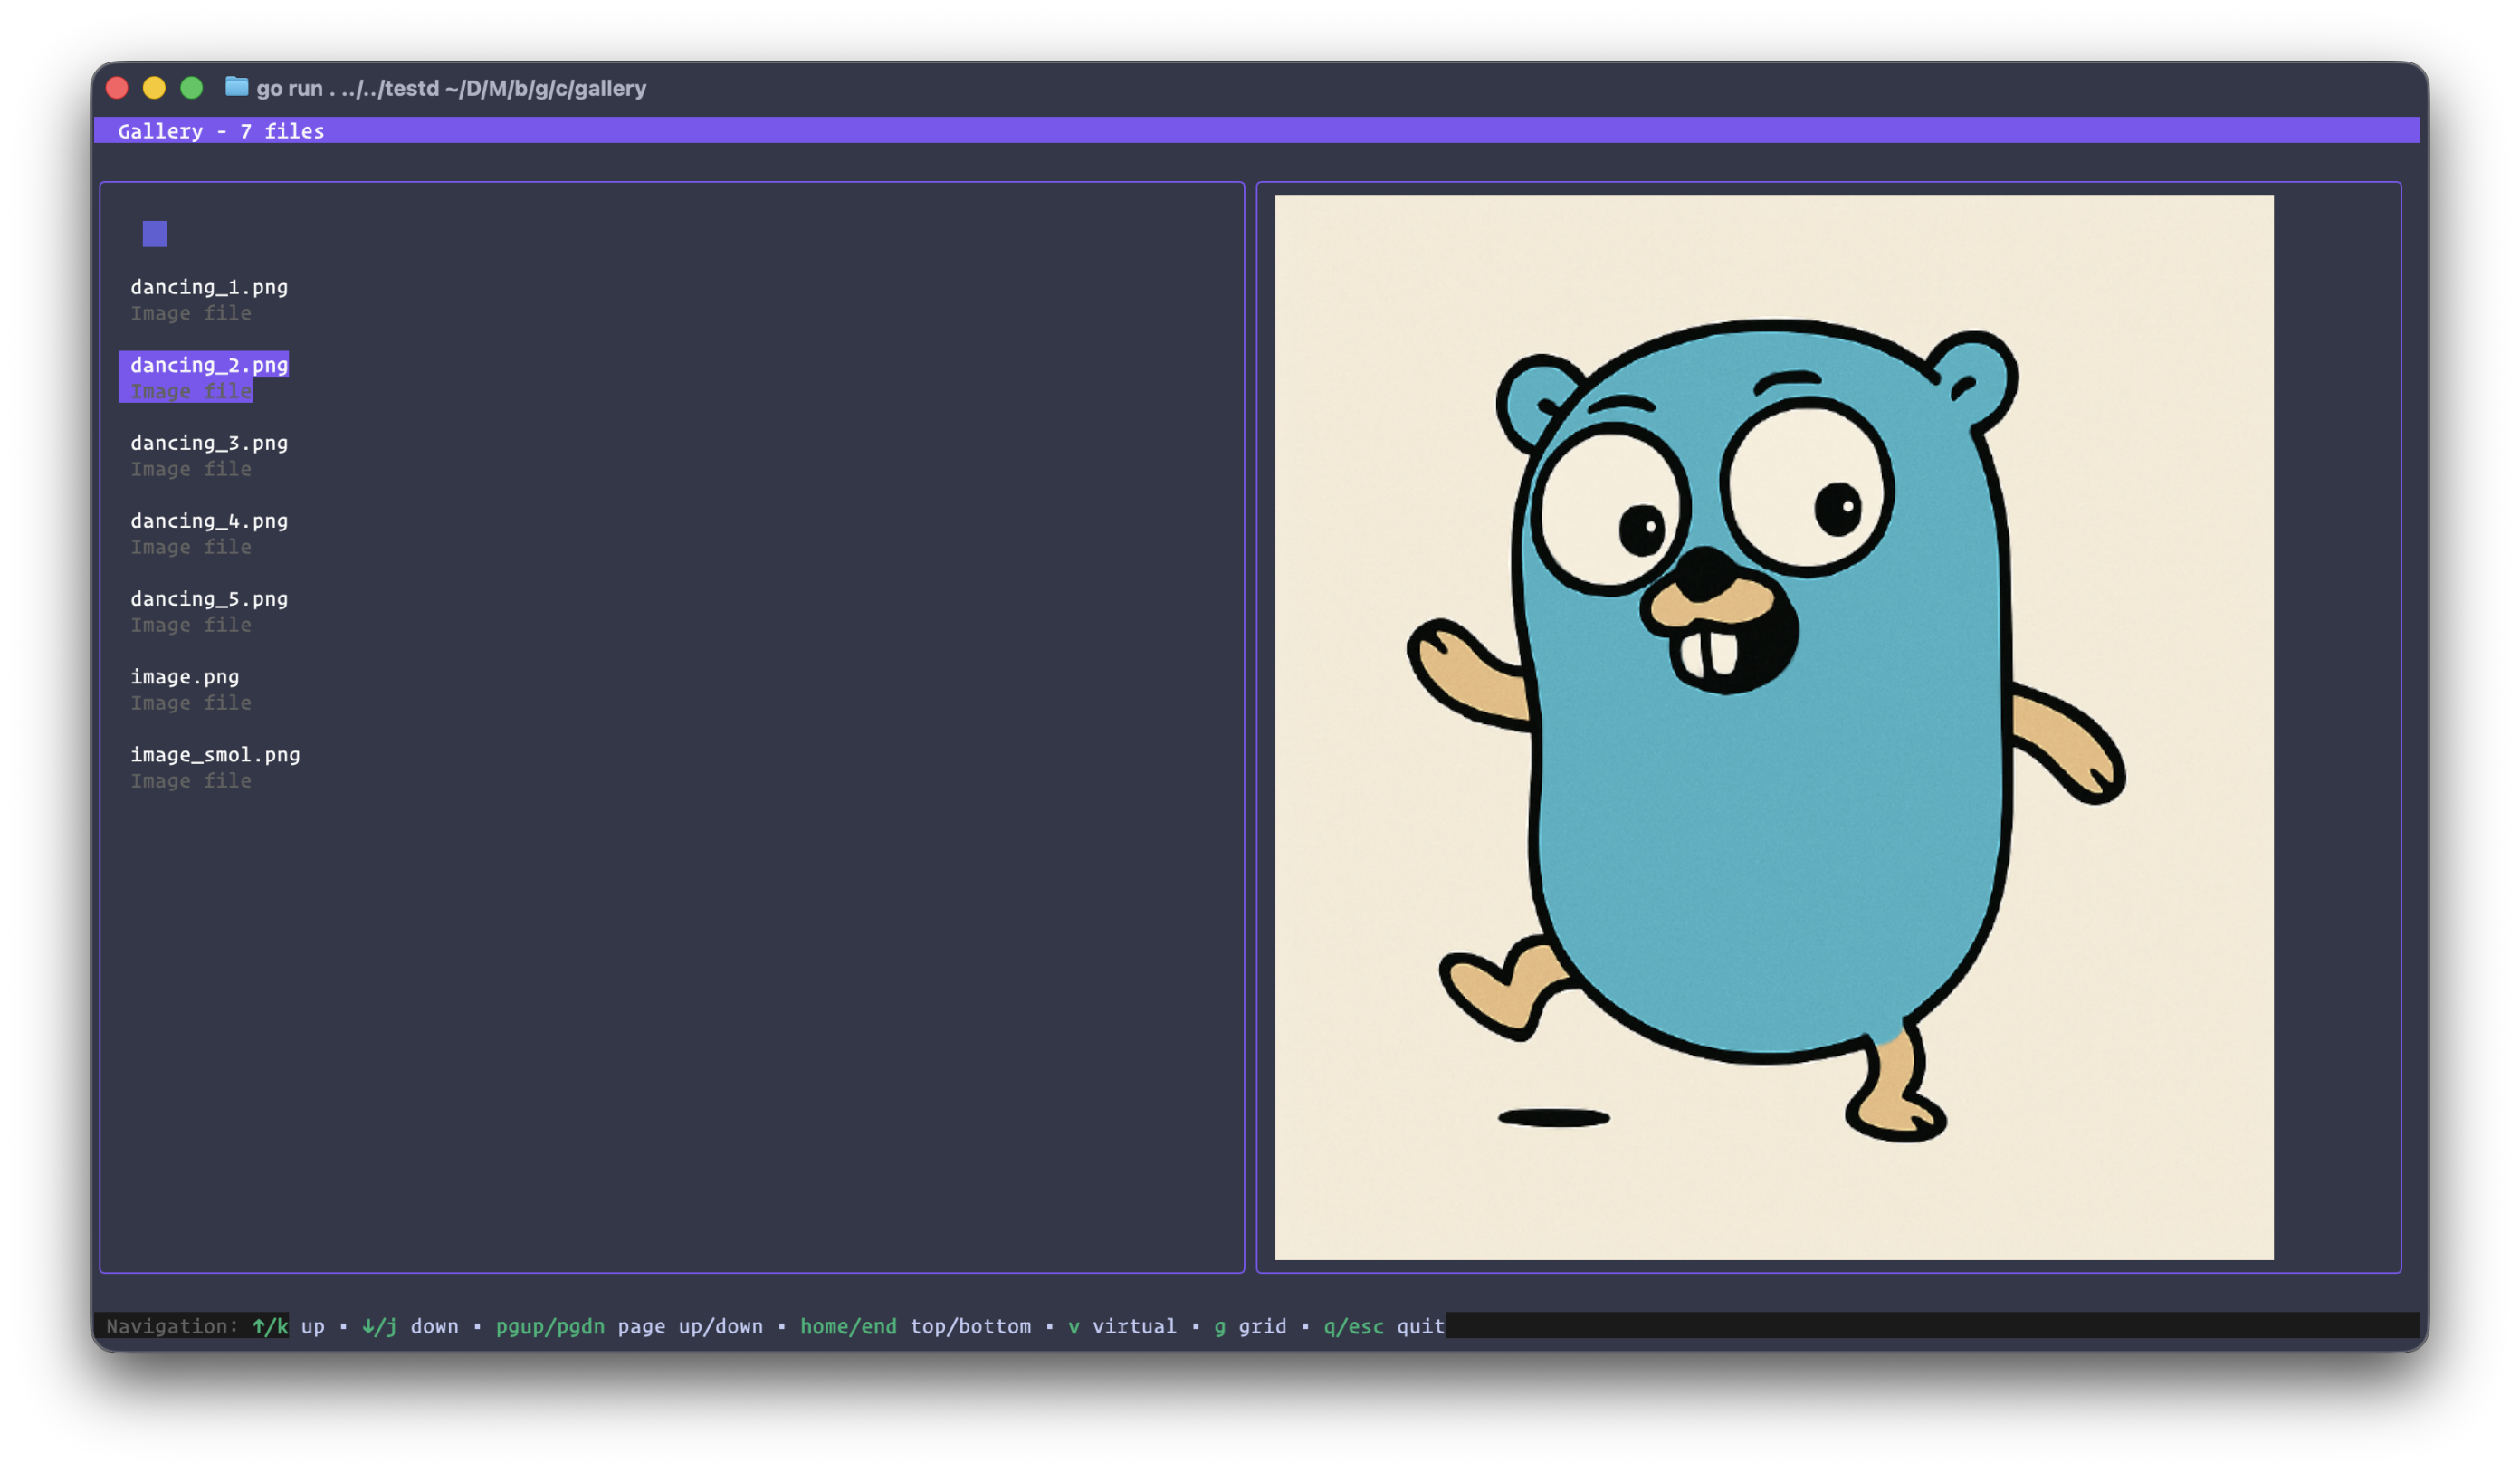 go run . ../../testd ~/D/M/b/g/c/gallery
Gallery - 7 files
dancing_1.png
Image file
dancing_2.png
Image file
dancing_3.png
Image file
dancing_4.png
Image file
dancing_5.png
Image file
image.png
Image file
image_smol.png
Image file
Navigation: ↑/k up • ↓/j down • pgup/pgdn page up/down • home/end top/bottom • v virtual • g grid • q/esc quit